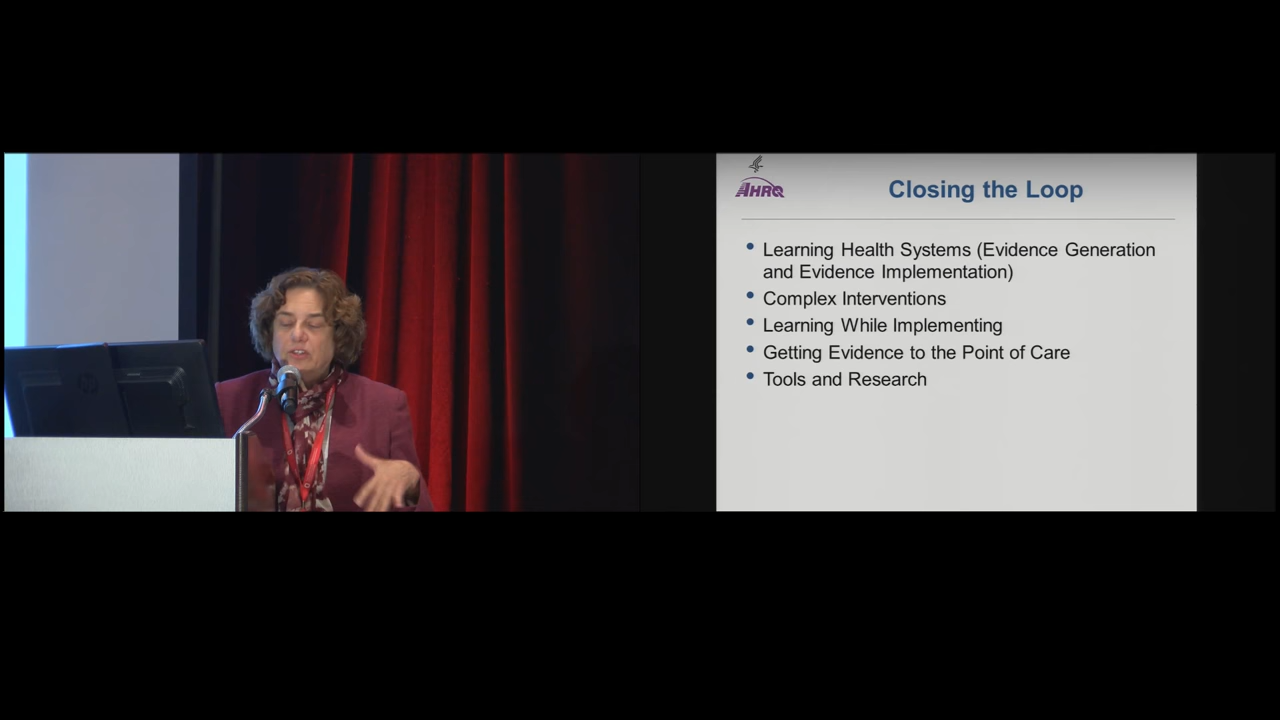 AHRQ
Closing the Loop
• Learning Health Systems (Evidence Generation
and Evidence Implementation)
• Complex Interventions
• Learning While Implementing
• Getting Evidence to the Point of Care
• Tools and Research